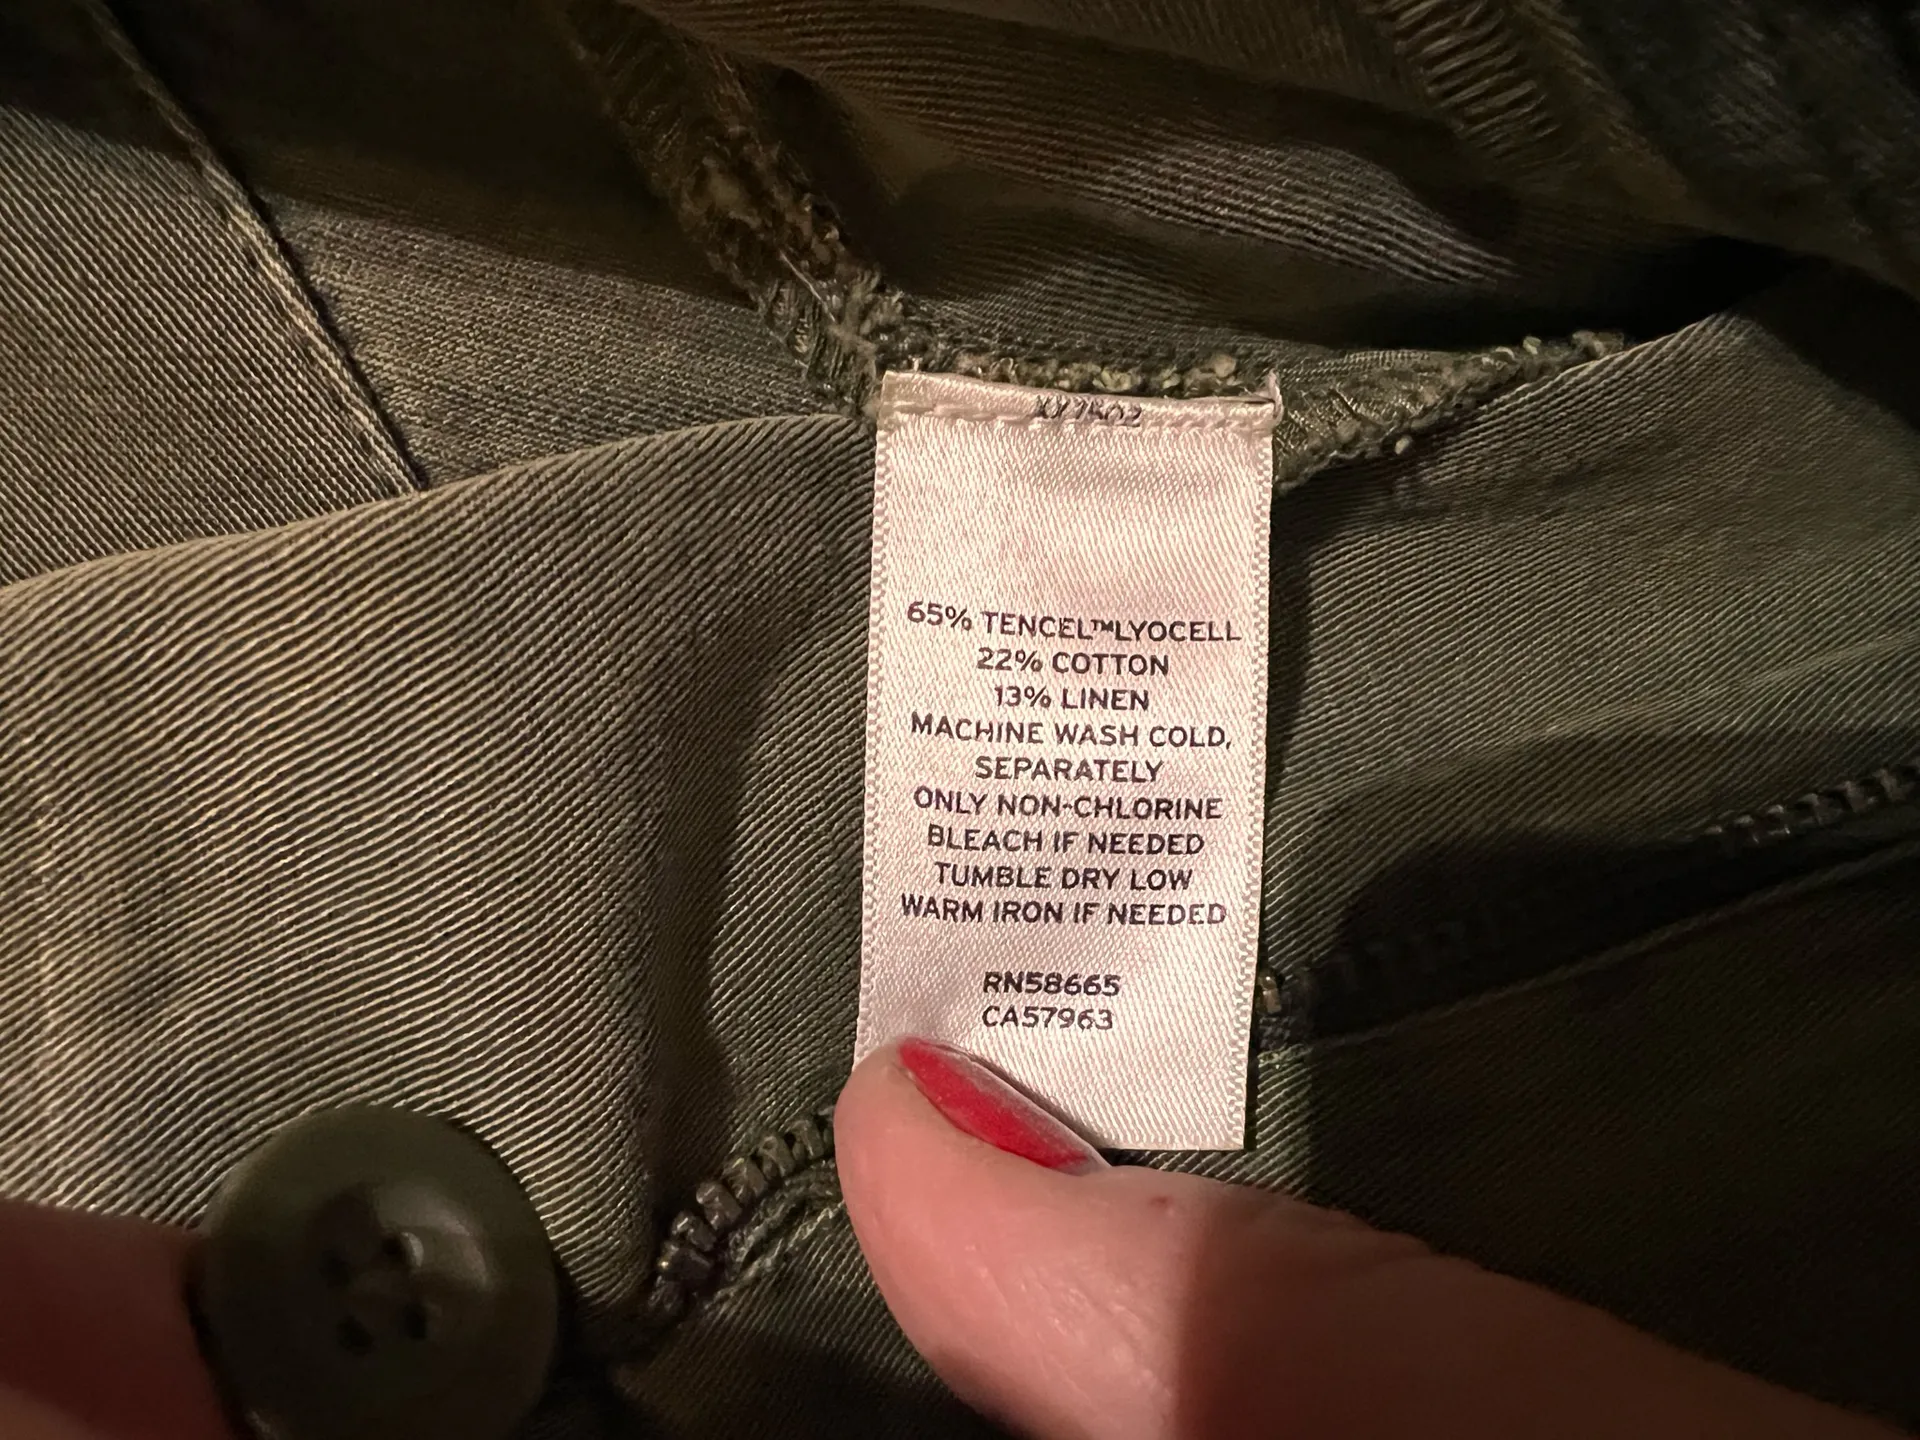 65% TENCEL™LYOCELL
22% COTTON
13% LINEN
MACHINE WASH COLD,
SEPARATELY
ONLY NON-CHLORINE
BLEACH IF NEEDED
TUMBLE DRY LOW
WARM IRON IF NEEDED
RN58665
CA57963